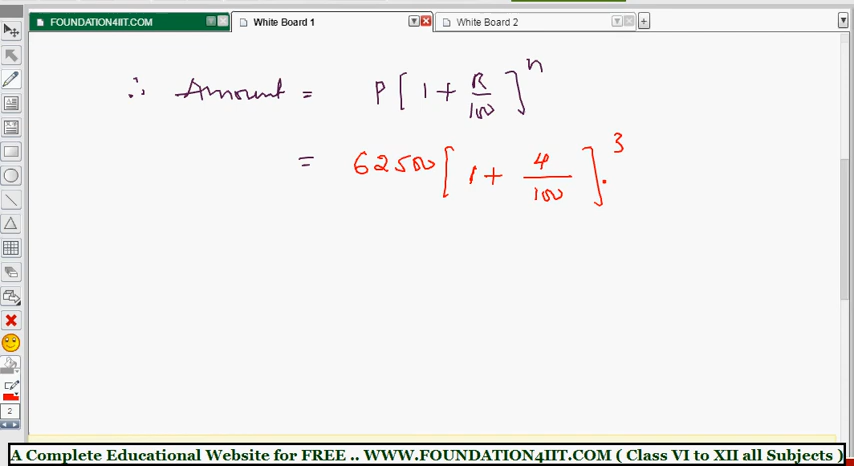 FOUNDATION4IIT.COM White Board 1 White Board 2
∴ Amount = P[1 + R/100]^n
= 62500[1 + 4/100]^3
2
A Complete Educational Website for FREE .. WWW.FOUNDATION4IIT.COM ( Class VI to XII all Subjects )